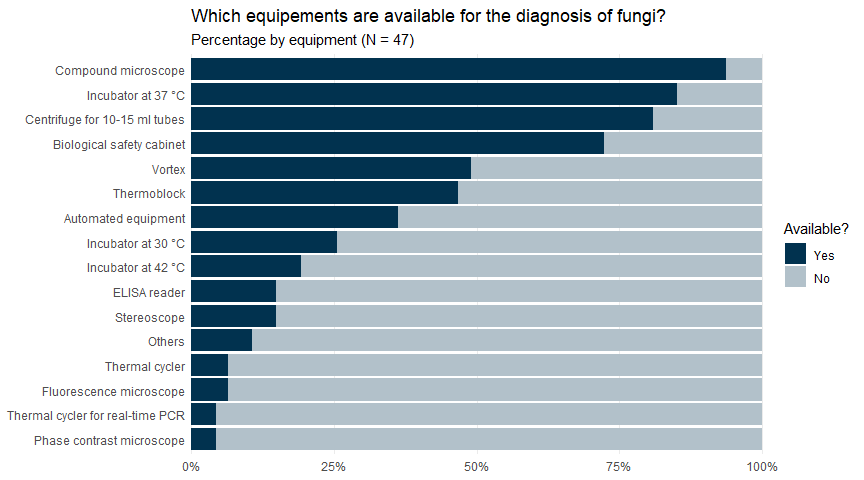 Which equipements are available for the diagnosis of fungi?
Percentage by equipment (N = 47)
Compound microscope
Incubator at 37 °C
Centrifuge for 10-15 ml tubes
Biological safety cabinet
Vortex
Thermoblock
Automated equipment
Incubator at 30 °C
Incubator at 42 °C
ELISA reader
Stereoscope
Others
Thermal cycler
Fluorescence microscope
Thermal cycler for real-time PCR
Phase contrast microscope
0% 25% 50% 75% 100%
Available?
Yes
No